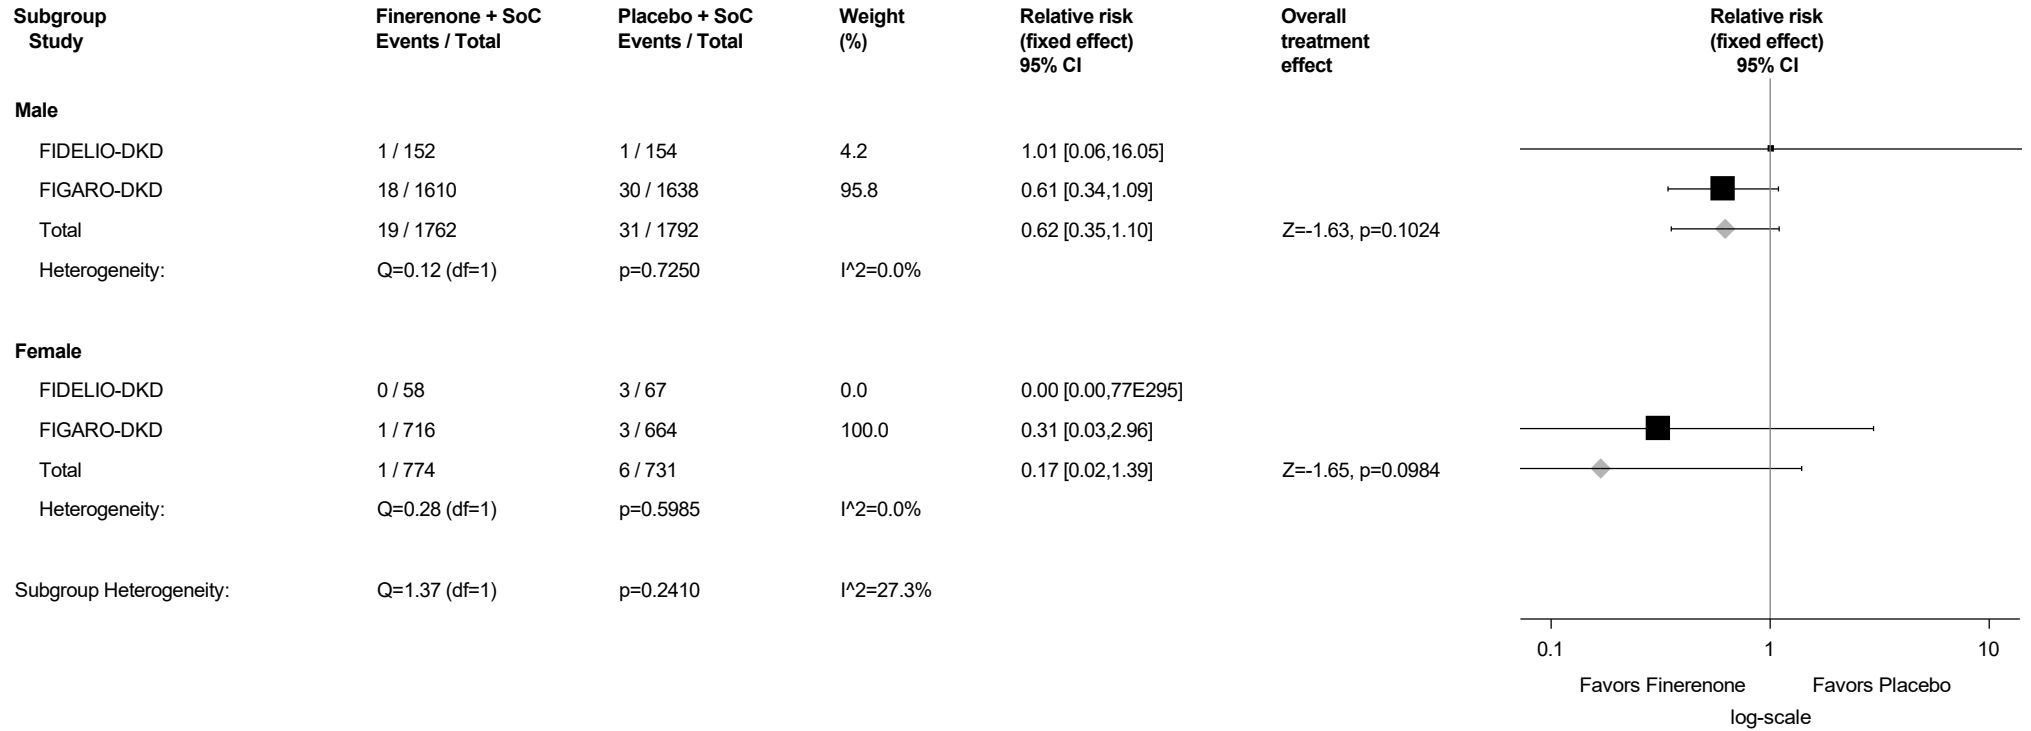 Subgroup Finerenone + SoC Placebo + SoC Weight Relative risk Overall Relative risk
Study Events / Total Events / Total (%) (fixed effect) treatment (fixed effect)
95% CI effect 95% CI
Male
FIDELIO-DKD 1 / 152 1 / 154 4.2 1.01 [0.06,16.05]
FIGARO-DKD 18 / 1610 30 / 1638 95.8 0.61 [0.34,1.09]
Total 19 / 1762 31 / 1792 0.62 [0.35,1.10] Z=-1.63, p=0.1024
Heterogeneity: Q=0.12 (df=1) p=0.7250 I^2=0.0%
Female
FIDELIO-DKD 0 / 58 3 / 67 0.0 0.00 [0.00,77E295]
FIGARO-DKD 1 / 716 3 / 664 100.0 0.31 [0.03,2.96]
Total 1 / 774 6 / 731 0.17 [0.02,1.39] Z=-1.65, p=0.0984
Heterogeneity: Q=0.28 (df=1) p=0.5985 I^2=0.0%
Subgroup Heterogeneity: Q=1.37 (df=1) p=0.2410 I^2=27.3%
0.1 1 10
Favors Finerenone Favors Placebo
log-scale